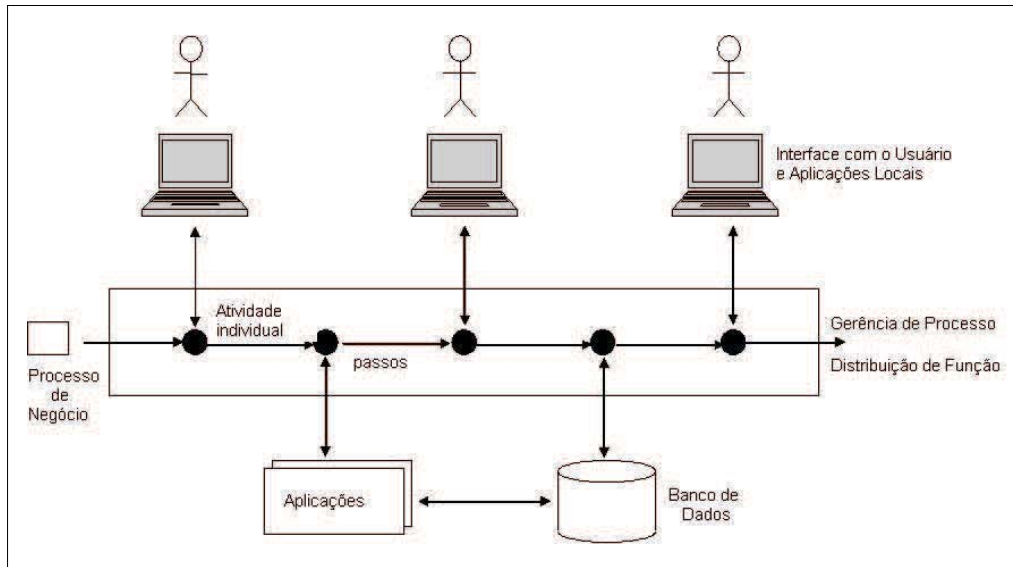 Interface com o Usuário
e Aplicações Locais
Atividade
individual
passos
Processo
de
Negócio
Gerência de Processo
Distribuição de Função
Aplicações
Banco de
Dados